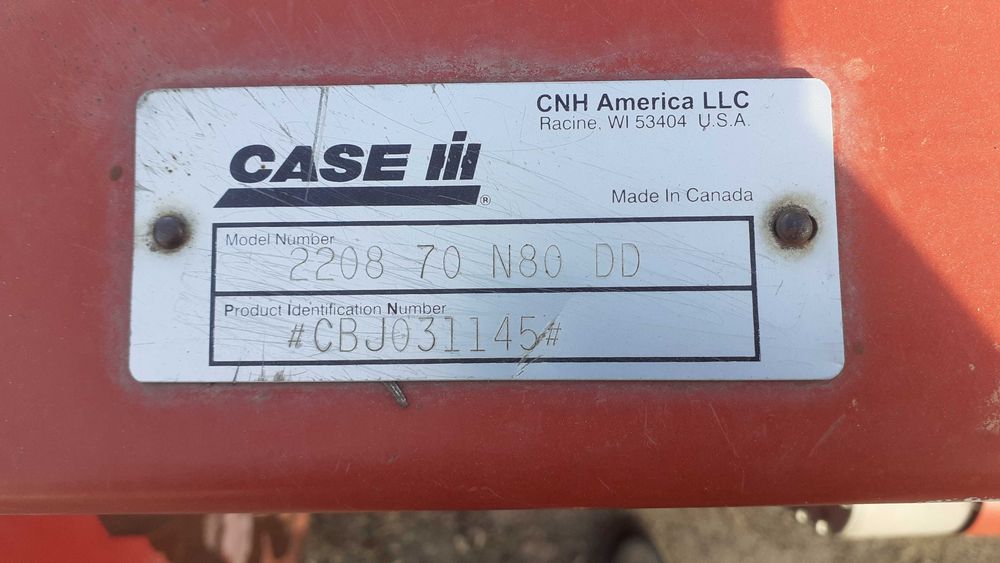 CNH America LLC
Racine, WI 53404 U.S.A.
CASE IH
®
Made In Canada
Model Number
2208 70 N80 DD
Product Identification Number
#CBJ031145#